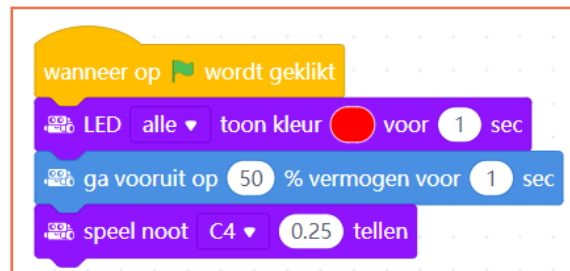 wanneer op wordt geklikt
LED alle toon kleur voor 1 sec
ga vooruit op 50 % vermogen voor 1 sec
speel noot C4 0.25 tellen